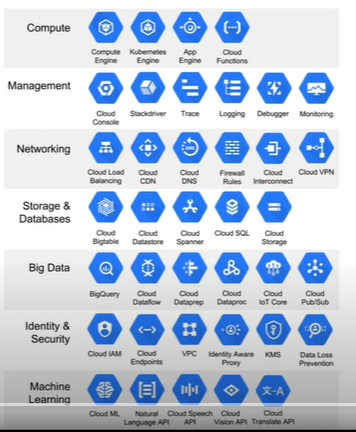 Compute
Compute Engine
Kubernetes Engine
App Engine
Cloud Functions
Management
Cloud Console
Stackdriver
Trace
Logging
Debugger
Monitoring
Networking
Cloud Load Balancing
Cloud CDN
Cloud DNS
Firewall Rules
Cloud Interconnect
Cloud VPN
Storage & Databases
Cloud Bigtable
Cloud Datastore
Cloud Spanner
Cloud SQL
Cloud Storage
Big Data
BigQuery
Cloud Dataflow
Cloud Dataprep
Cloud Dataproc
Cloud IoT Core
Cloud Pub/Sub
Identity & Security
Cloud IAM
Cloud Endpoints
VPC
Identity Aware Proxy
KMS
Data Loss Prevention
Machine Learning
Cloud ML
Natural Language API
Cloud Speech API
Cloud Vision API
Cloud Translate API